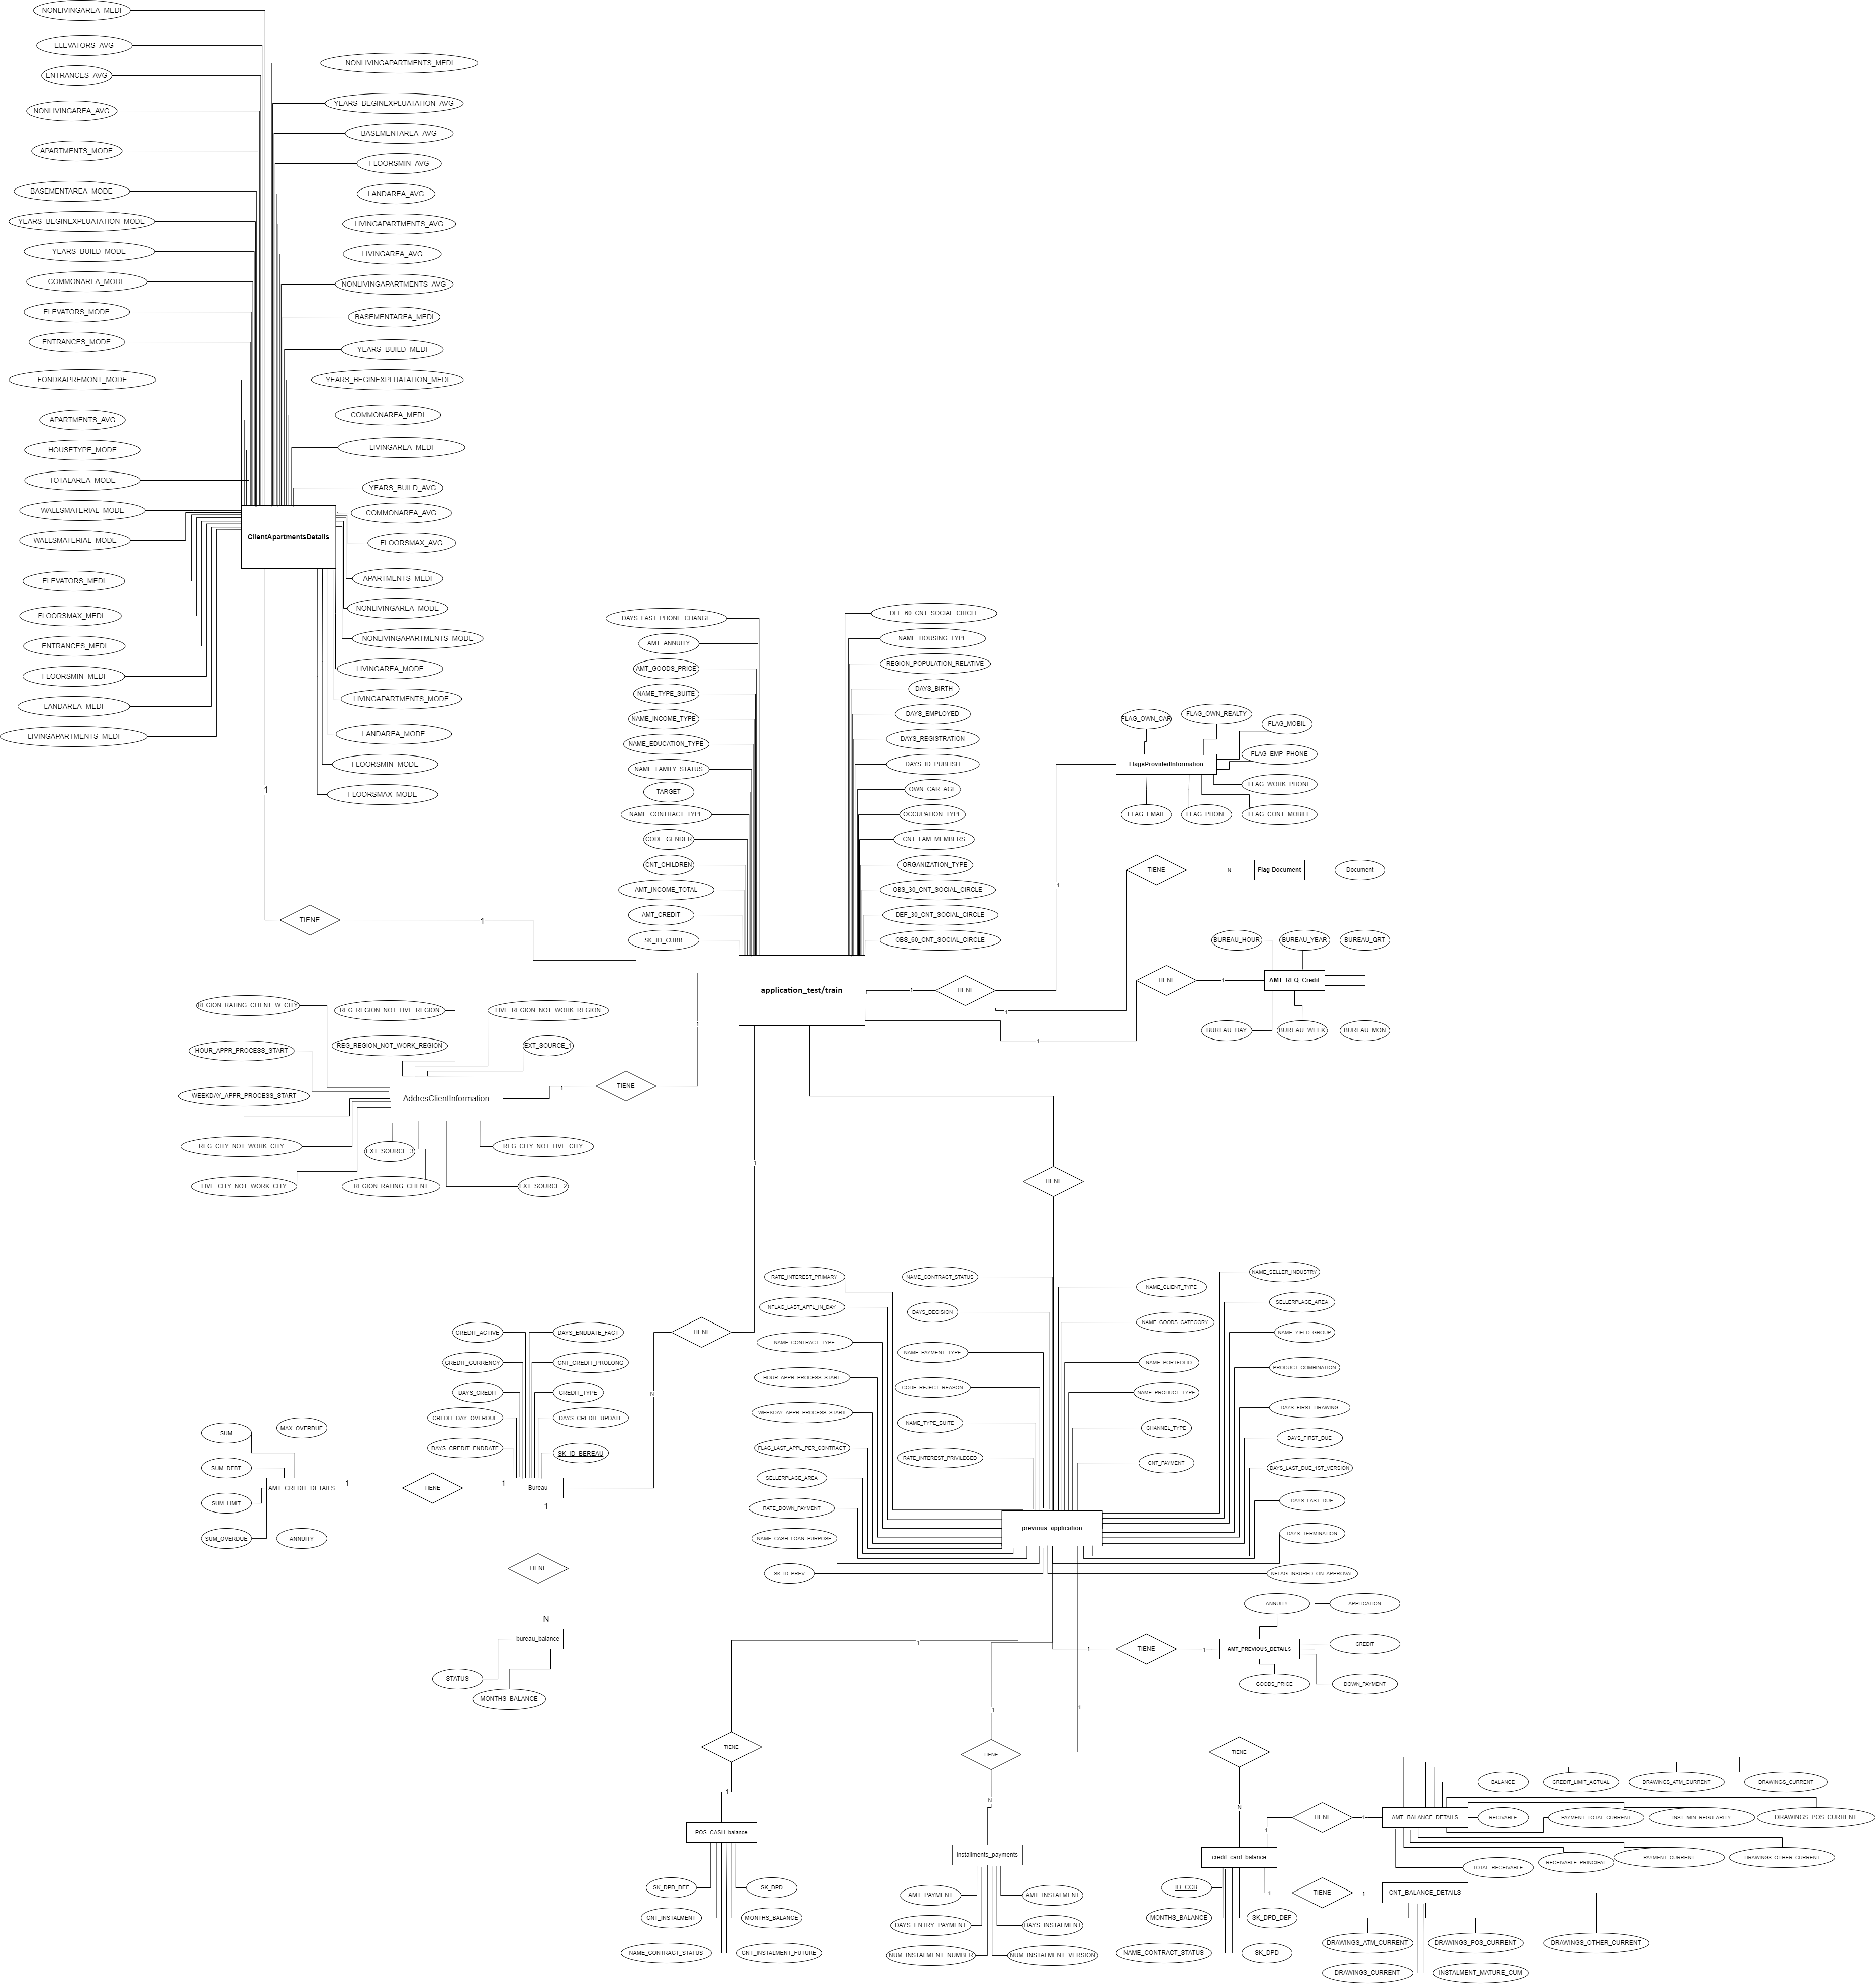 NONLIVINGAREA_MEDI
ELEVATORS_AVG
ENTRANCES_AVG
NONLIVINGAREA_AVG
APARTMENTS_MODE
BASEMENTAREA_MODE
YEARS_BEGINEXPLUATATION_MODE
YEARS_BUILD_MODE
COMMONAREA_MODE
ELEVATORS_MODE
ENTRANCES_MODE
FONDKAPREMONT_MODE
APARTMENTS_AVG
HOUSETYPE_MODE
TOTALAREA_MODE
WALLSMATERIAL_MODE
WALLSMATERIAL_MODE
ELEVATORS_MEDI
FLOORSMAX_MEDI
ENTRANCES_MEDI
FLOORSMIN_MEDI
LANDAREA_MEDI
LIVINGAPARTMENTS_MEDI
NONLIVINGAPARTMENTS_MEDI
YEARS_BEGINEXPLUATATION_AVG
BASEMENTAREA_AVG
FLOORSMIN_AVG
LANDAREA_AVG
LIVINGAPARTMENTS_AVG
LIVINGAREA_AVG
NONLIVINGAPARTMENTS_AVG
BASEMENTAREA_MEDI
YEARS_BUILD_MEDI
YEARS_BEGINEXPLUATATION_MEDI
COMMONAREA_MEDI
LIVINGAREA_MEDI
YEARS_BUILD_AVG
COMMONAREA_AVG
FLOORSMAX_AVG
APARTMENTS_MEDI
NONLIVINGAREA_MODE
NONLIVINGAPARTMENTS_MODE
LIVINGAREA_MODE
LIVINGAPARTMENTS_MODE
LANDAREA_MODE
FLOORSMIN_MODE
FLOORSMAX_MODE
ClientApartmentsDetails
1
TIENE
1
DAYS_LAST_PHONE_CHANGE
AMT_ANNUITY
AMT_GOODS_PRICE
NAME_TYPE_SUITE
NAME_INCOME_TYPE
NAME_EDUCATION_TYPE
NAME_FAMILY_STATUS
TARGET
NAME_CONTRACT_TYPE
CODE_GENDER
CNT_CHILDREN
AMT_INCOME_TOTAL
AMT_CREDIT
SK_ID_CURR
DEF_60_CNT_SOCIAL_CIRCLE
NAME_HOUSING_TYPE
REGION_POPULATION_RELATIVE
DAYS_BIRTH
DAYS_EMPLOYED
DAYS_REGISTRATION
DAYS_ID_PUBLISH
OWN_CAR_AGE
OCCUPATION_TYPE
CNT_FAM_MEMBERS
ORGANIZATION_TYPE
OBS_30_CNT_SOCIAL_CIRCLE
DEF_30_CNT_SOCIAL_CIRCLE
OBS_60_CNT_SOCIAL_CIRCLE
application_test/train
FLAG_OWN_CAR
FLAG_OWN_REALTY
FLAG_MOBIL
FLAG_EMP_PHONE
FLAG_WORK_PHONE
FLAG_CONT_MOBILE
FLAG_PHONE
FLAG_EMAIL
FlagsProvidedInformation
1
TIENE
1
TIENE
N
1
Flag Document
Document
BUREAU_HOUR
BUREAU_YEAR
BUREAU_QRT
TIENE
1
1
AMT_REQ_Credit
BUREAU_DAY
BUREAU_WEEK
BUREAU_MON
REGION_RATING_CLIENT_W_CITY
REG_REGION_NOT_LIVE_REGION
LIVE_REGION_NOT_WORK_REGION
HOUR_APPR_PROCESS_START
REG_REGION_NOT_WORK_REGION
EXT_SOURCE_1
WEEKDAY_APPR_PROCESS_START
AddresClientInformation
1
TIENE
1
REG_CITY_NOT_WORK_CITY
EXT_SOURCE_3
REG_CITY_NOT_LIVE_CITY
LIVE_CITY_NOT_WORK_CITY
REGION_RATING_CLIENT
EXT_SOURCE_2
1
TIENE
TIENE
N
CREDIT_ACTIVE
CREDIT_CURRENCY
DAYS_CREDIT
CREDIT_DAY_OVERDUE
DAYS_CREDIT_ENDDATE
DAYS_ENDDATE_FACT
CNT_CREDIT_PROLONG
CREDIT_TYPE
DAYS_CREDIT_UPDATE
SK_ID_BEREAU
Bureau
SUM
MAX_OVERDUE
SUM_DEBT
AMT_CREDIT_DETAILS
SUM_LIMIT
SUM_OVERDUE
ANNUITY
1
TIENE
1
1
TIENE
N
bureau_balance
STATUS
MONTHS_BALANCE
RATE_INTEREST_PRIMARY
NFLAG_LAST_APPL_IN_DAY
NAME_CONTRACT_TYPE
HOUR_APPR_PROCESS_START
WEEKDAY_APPR_PROCESS_START
FLAG_LAST_APPL_PER_CONTRACT
SELLERPLACE_AREA
RATE_DOWN_PAYMENT
NAME_CASH_LOAN_PURPOSE
SK_ID_PREV
NAME_CONTRACT_STATUS
DAYS_DECISION
NAME_PAYMENT_TYPE
CODE_REJECT_REASON
NAME_TYPE_SUITE
RATE_INTEREST_PRIVILEGED
NAME_CLIENT_TYPE
NAME_GOODS_CATEGORY
NAME_PORTFOLIO
NAME_PRODUCT_TYPE
CHANNEL_TYPE
CNT_PAYMENT
NAME_SELLER_INDUSTRY
SELLERPLACE_AREA
NAME_YIELD_GROUP
PRODUCT_COMBINATION
DAYS_FIRST_DRAWING
DAYS_FIRST_DUE
DAYS_LAST_DUE_1ST_VERSION
DAYS_LAST_DUE
DAYS_TERMINATION
NFLAG_INSURED_ON_APPROVAL
previous_application
1
TIENE
1
ANNUITY
APPLICATION
AMT_PREVIOUS_DETAILS
CREDIT
GOODS_PRICE
DOWN_PAYMENT
1
TIENE
1
POS_CASH_balance
SK_DPD_DEF
SK_DPD
CNT_INSTALMENT
MONTHS_BALANCE
NAME_CONTRACT_STATUS
CNT_INSTALMENT_FUTURE
1
TIENE
N
installments_payments
AMT_PAYMENT
AMT_INSTALMENT
DAYS_ENTRY_PAYMENT
DAYS_INSTALMENT
NUM_INSTALMENT_NUMBER
NUM_INSTALMENT_VERSION
1
TIENE
N
credit_card_balance
ID_CCB
MONTHS_BALANCE
SK_DPD_DEF
NAME_CONTRACT_STATUS
SK_DPD
1
TIENE
1
AMT_BALANCE_DETAILS
BALANCE
CREDIT_LIMIT_ACTUAL
DRAWINGS_ATM_CURRENT
DRAWINGS_CURRENT
RECIVABLE
PAYMENT_TOTAL_CURRENT
INST_MIN_REGULARITY
DRAWINGS_POS_CURRENT
TOTAL_RECEIVABLE
RECEIVABLE_PRINCIPAL
PAYMENT_CURRENT
DRAWINGS_OTHER_CURRENT
1
TIENE
1
CNT_BALANCE_DETAILS
DRAWINGS_ATM_CURRENT
DRAWINGS_POS_CURRENT
DRAWINGS_OTHER_CURRENT
DRAWINGS_CURRENT
INSTALMENT_MATURE_CUM